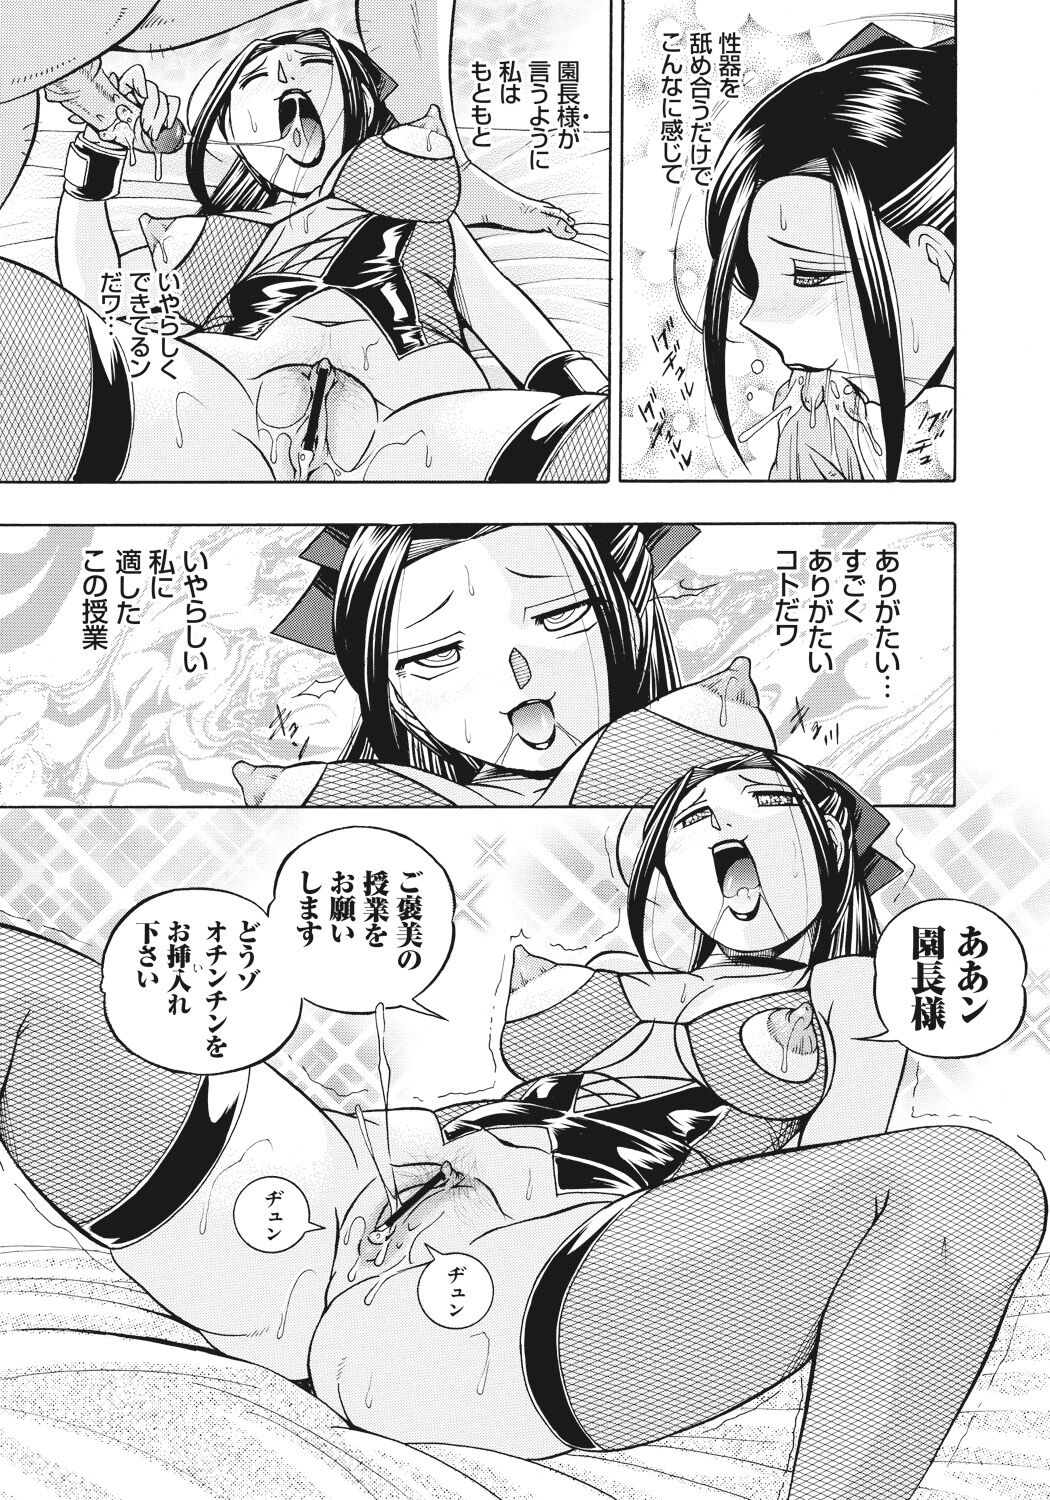 性器を
舐め合うだけで
こんなに感じて
園長様が
言うように
私は
もともと
いやらしく
できてるン
だワ…
ありがたい…
すごく
ありがたい
コトだワ
いやらしい
私に
適した
この授業
ああン
園長様
ご褒美の
授業を
お願い
します
どうゾ
オチンチンを
お挿入れ
下さい
ヂュン
ヂュン